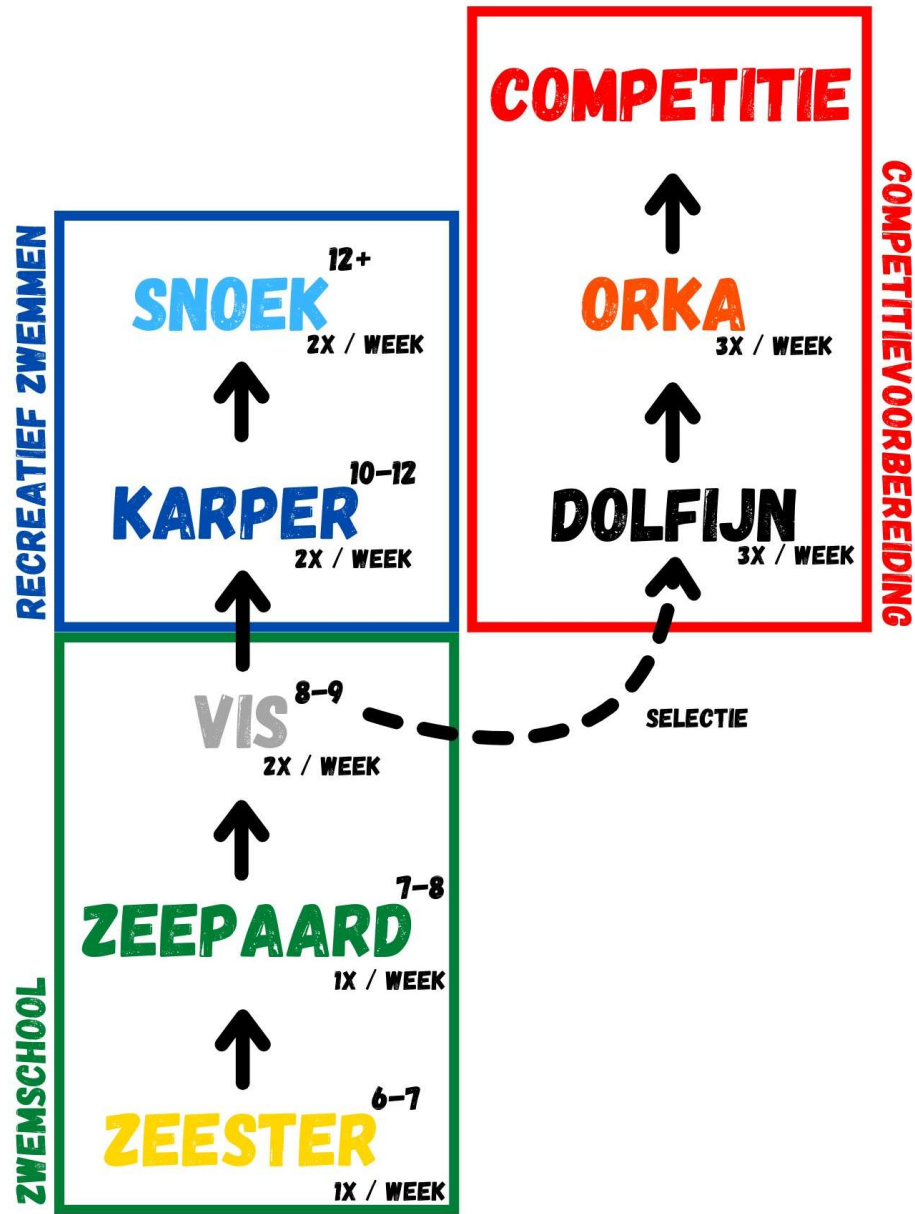 COMPETITIE
COMPETITIEVOORBEREIDING
ORKA
3X / WEEK
DOLFIJN
3X / WEEK
RECREATIEF ZWEMMEN
12+
SNOEK
2X / WEEK
10-12
KARPER
2X / WEEK
8-9
VIS
2X / WEEK
SELECTIE
ZWEMSCHOOL
7-8
ZEEPAARD
1X / WEEK
6-7
ZEESTER
1X / WEEK